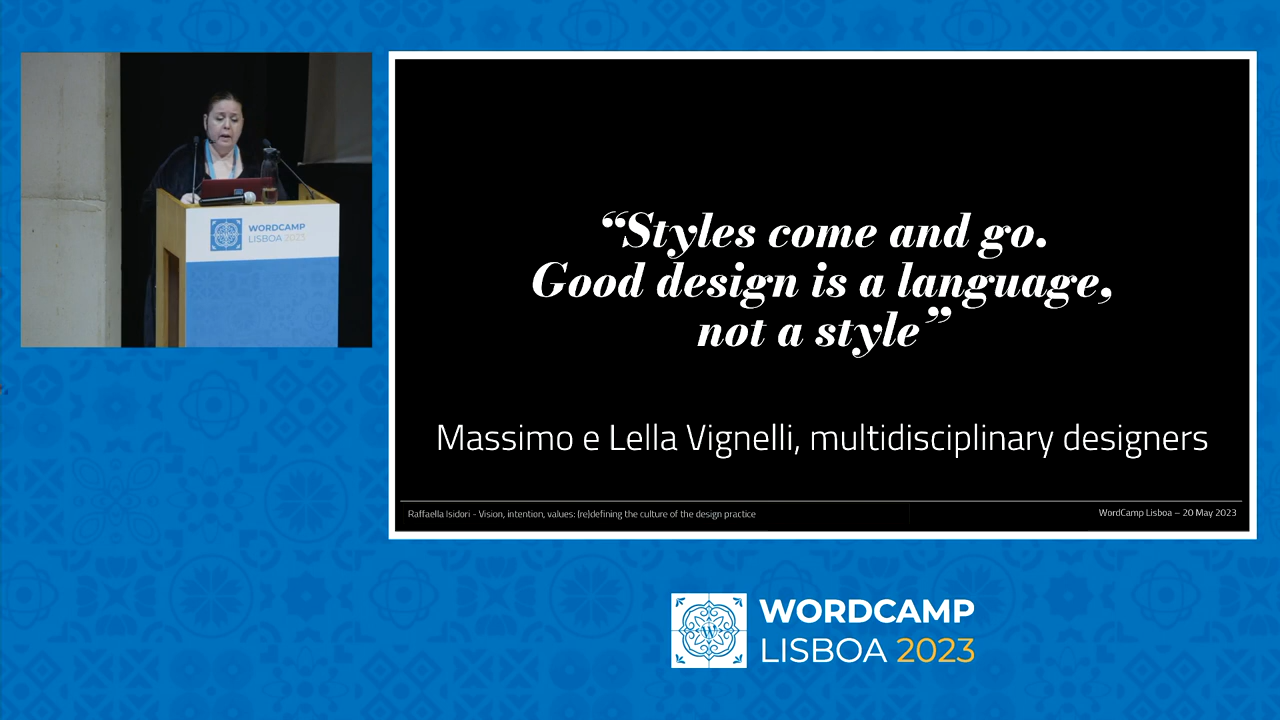 WORDCAMP
LISBOA 2023
“Styles come and go.
Good design is a language,
not a style”
Massimo e Lella Vignelli, multidisciplinary designers
Raffaella Isidori - Vision, intention, values: (re)defining the culture of the design practice
WordCamp Lisboa – 20 May 2023
WORDCAMP
LISBOA 2023